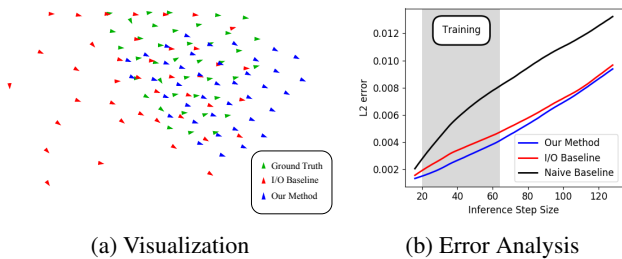 Ground Truth
I/O Baseline
Our Method
(a) Visualization
0.012
0.010
0.008
0.006
0.004
0.002
L2 error
Training
Our Method
I/O Baseline
Naive Baseline
20 40 60 80 100 120
Inference Step Size
(b) Error Analysis